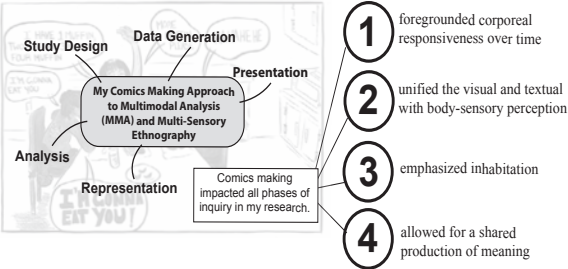 Study Design
Data Generation
Presentation
My Comics Making Approach
to Multimodal Analysis
(MMA) and Multi-Sensory
Ethnography
Analysis
Representation
Comics making
impacted all phases of
inquiry in my research.
1
foregrounded corporeal
responsiveness over time
2
unified the visual and textual
with body-sensory perception
3
emphasized inhabitation
4
allowed for a shared
production of meaning
I'M GONNA
EAT YOU
I'M GONNA
EAT YOU!